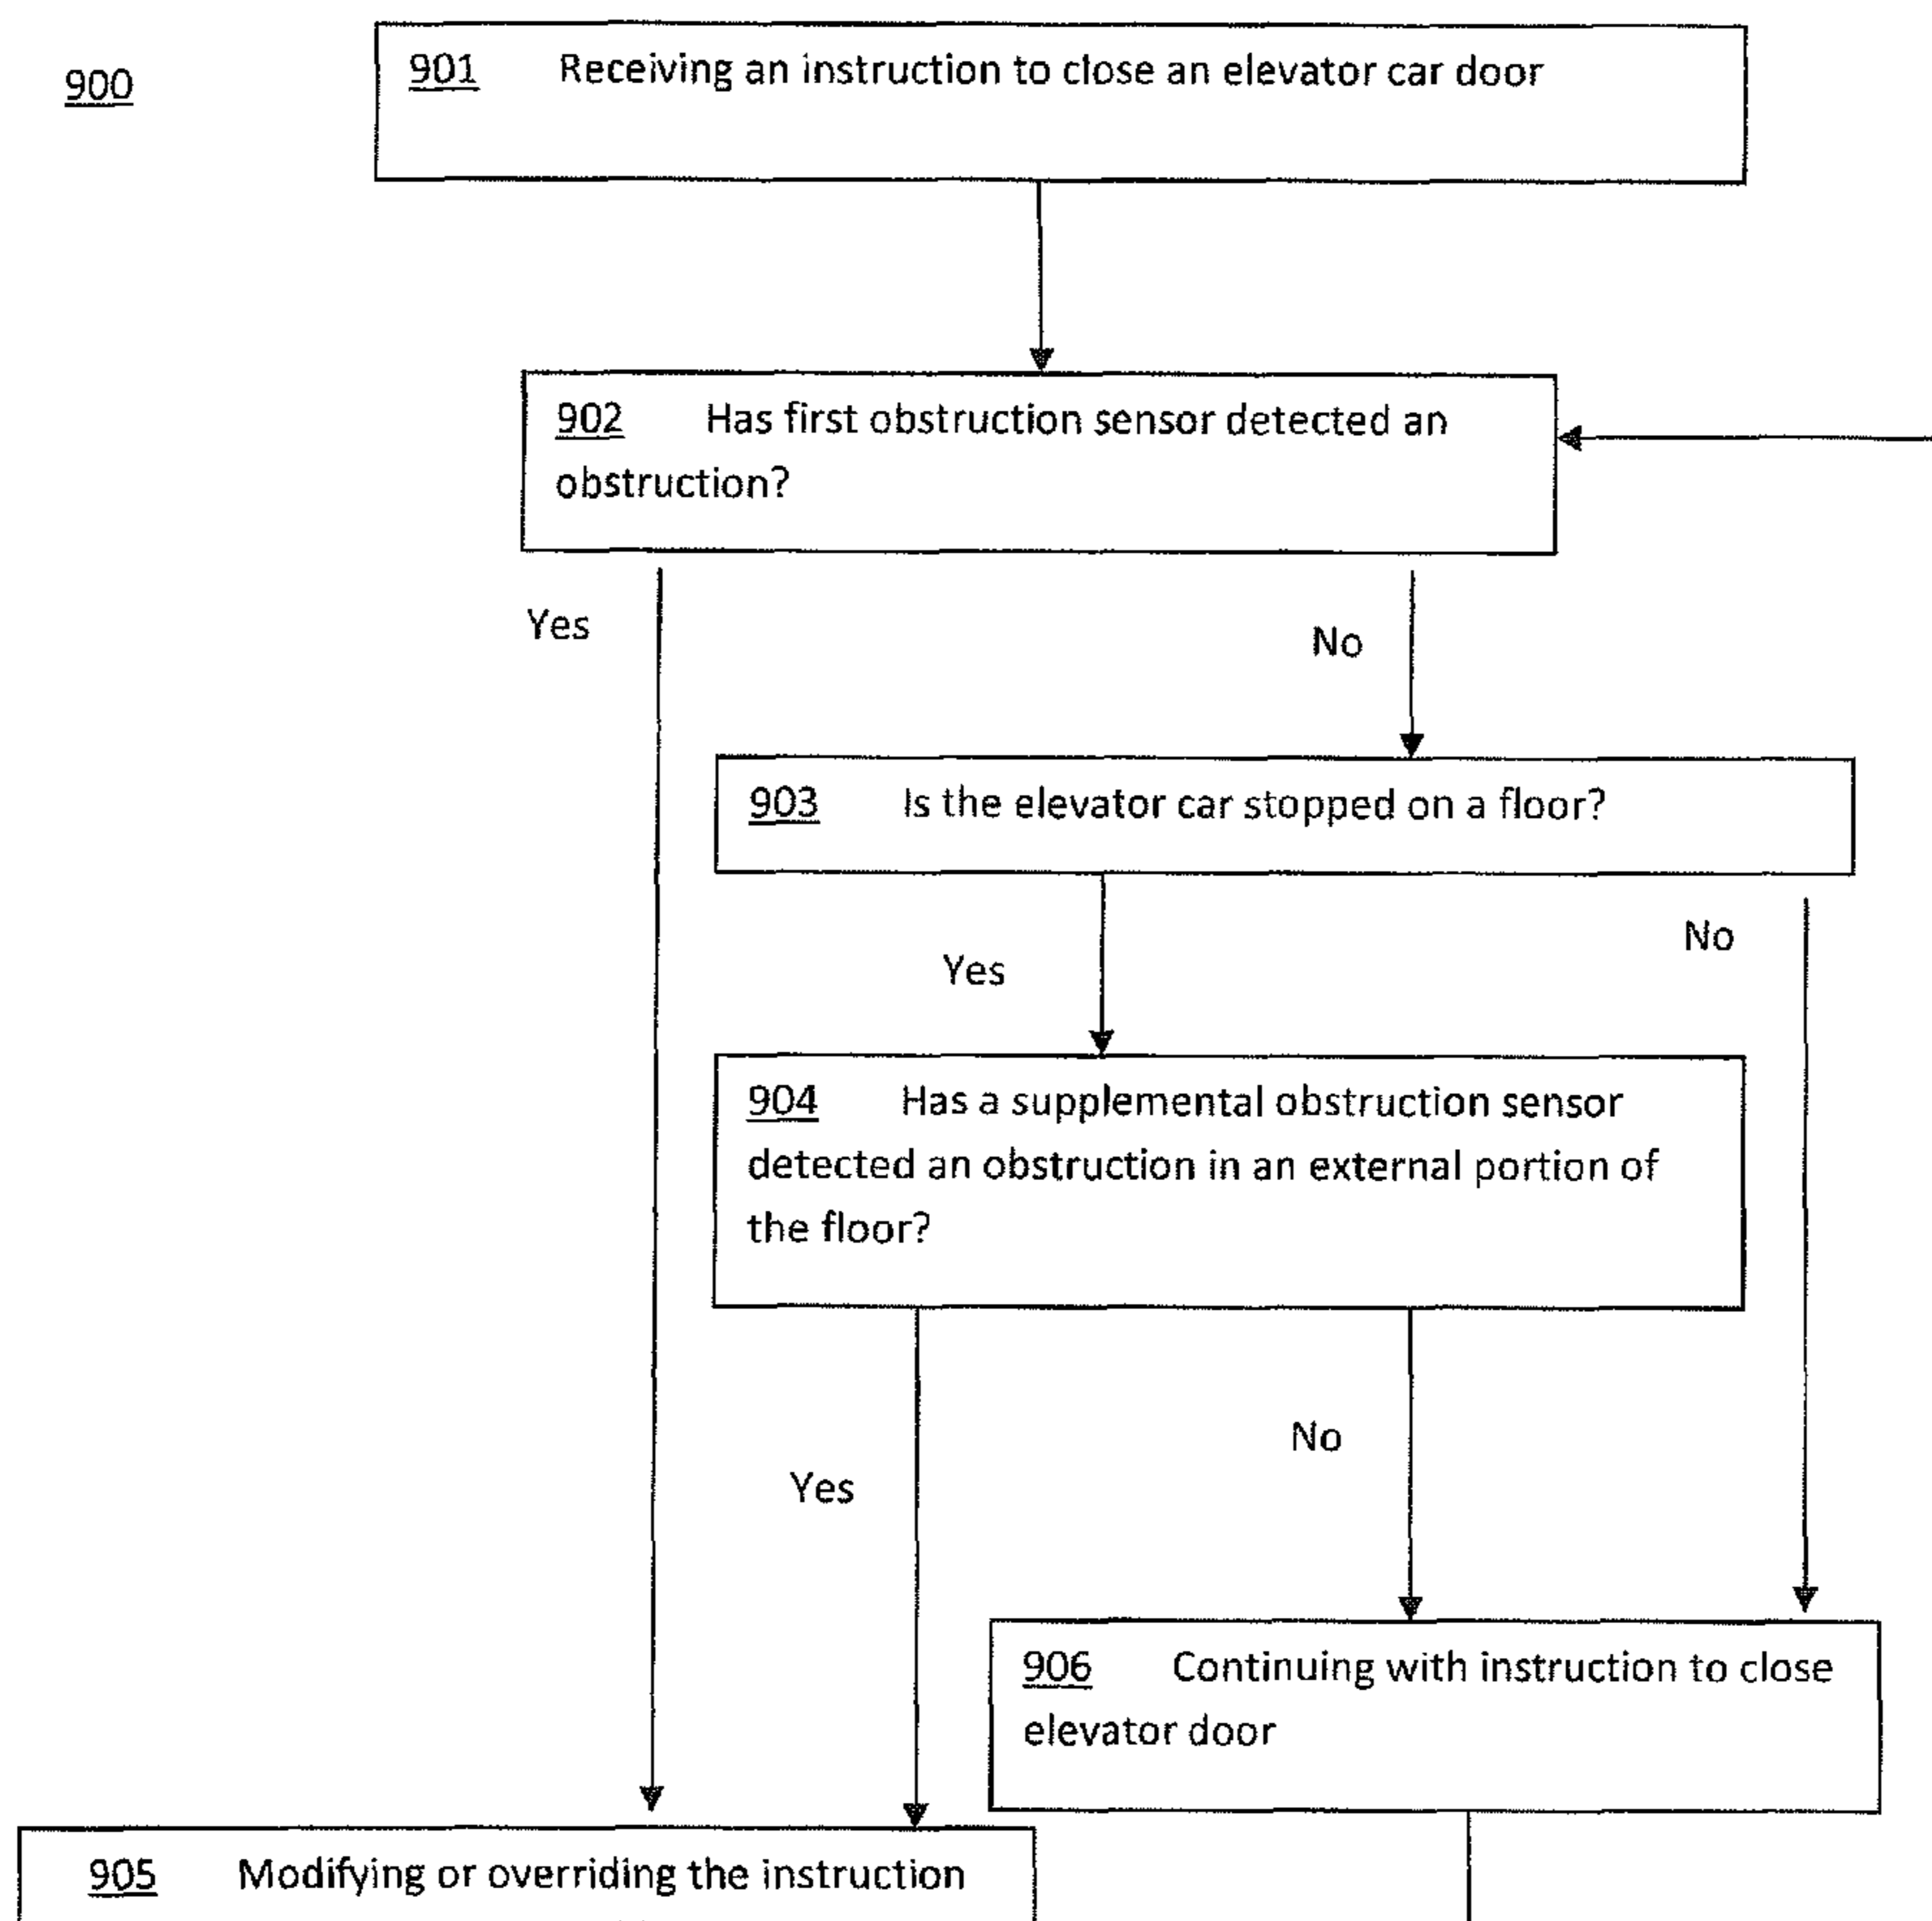 900
901 Receiving an instruction to close an elevator car door
902 Has first obstruction sensor detected an
obstruction?
Yes
No
903 Is the elevator car stopped on a floor?
No
Yes
904 Has a supplemental obstruction sensor
detected an obstruction in an external portion of
the floor?
No
Yes
906 Continuing with instruction to close
elevator door
905 Modifying or overriding the instruction